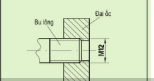 Bu lông
Đai ốc
M12